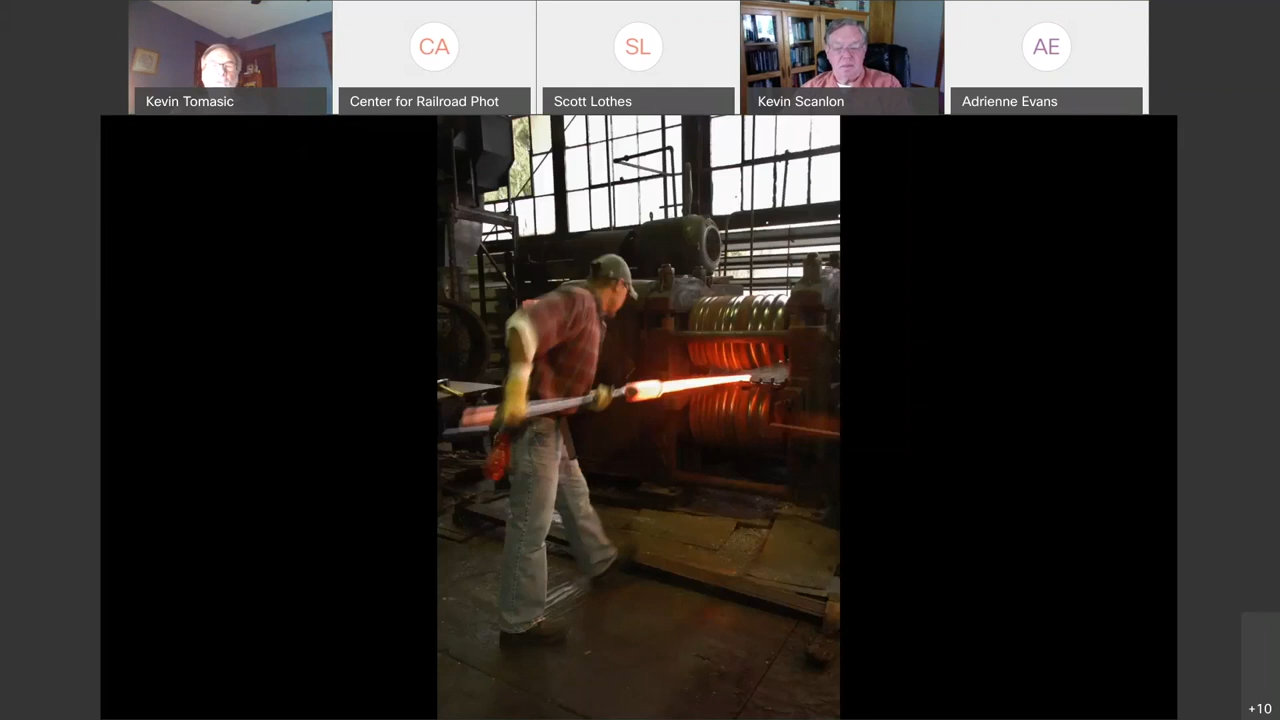 CA
SL
AE
Kevin Tomasic
Center for Railroad Phot
Scott Lothes
Kevin Scanlon
Adrienne Evans
+10